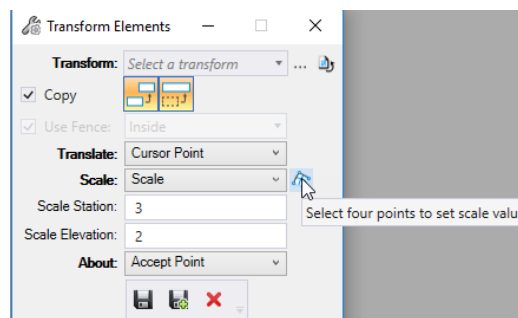 Transform Elements
Transform: Select a transform ...
Copy
Use Fence: Inside
Translate: Cursor Point
Scale: Scale
Select four points to set scale valu
Scale Station: 3
Scale Elevation: 2
About: Accept Point